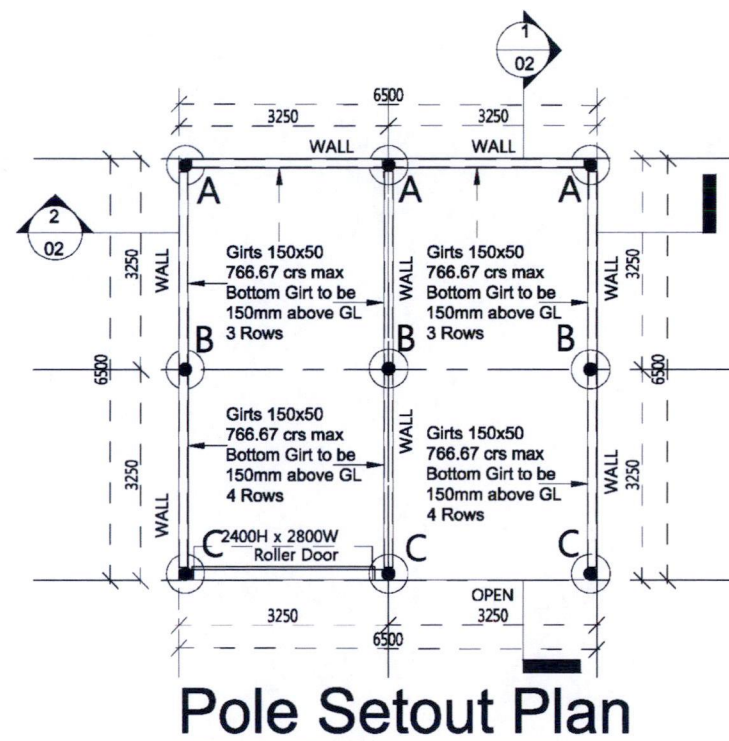 1
02
6500
3250
3250
WALL
WALL
A
A
A
2
02
Girts 150x50
766.67 crs max
Bottom Girt to be
150mm above GL
3 Rows
Girts 150x50
766.67 crs max
Bottom Girt to be
150mm above GL
3 Rows
3250
WALL
WALL
WALL
3250
B
B
B
6500
6500
Girts 150x50
766.67 crs max
Bottom Girt to be
150mm above GL
4 Rows
Girts 150x50
766.67 crs max
Bottom Girt to be
150mm above GL
4 Rows
3250
WALL
WALL
WALL
3250
C
2400H x 2800W
Roller Door
C
C
OPEN
3250
3250
6500
Pole Setout Plan